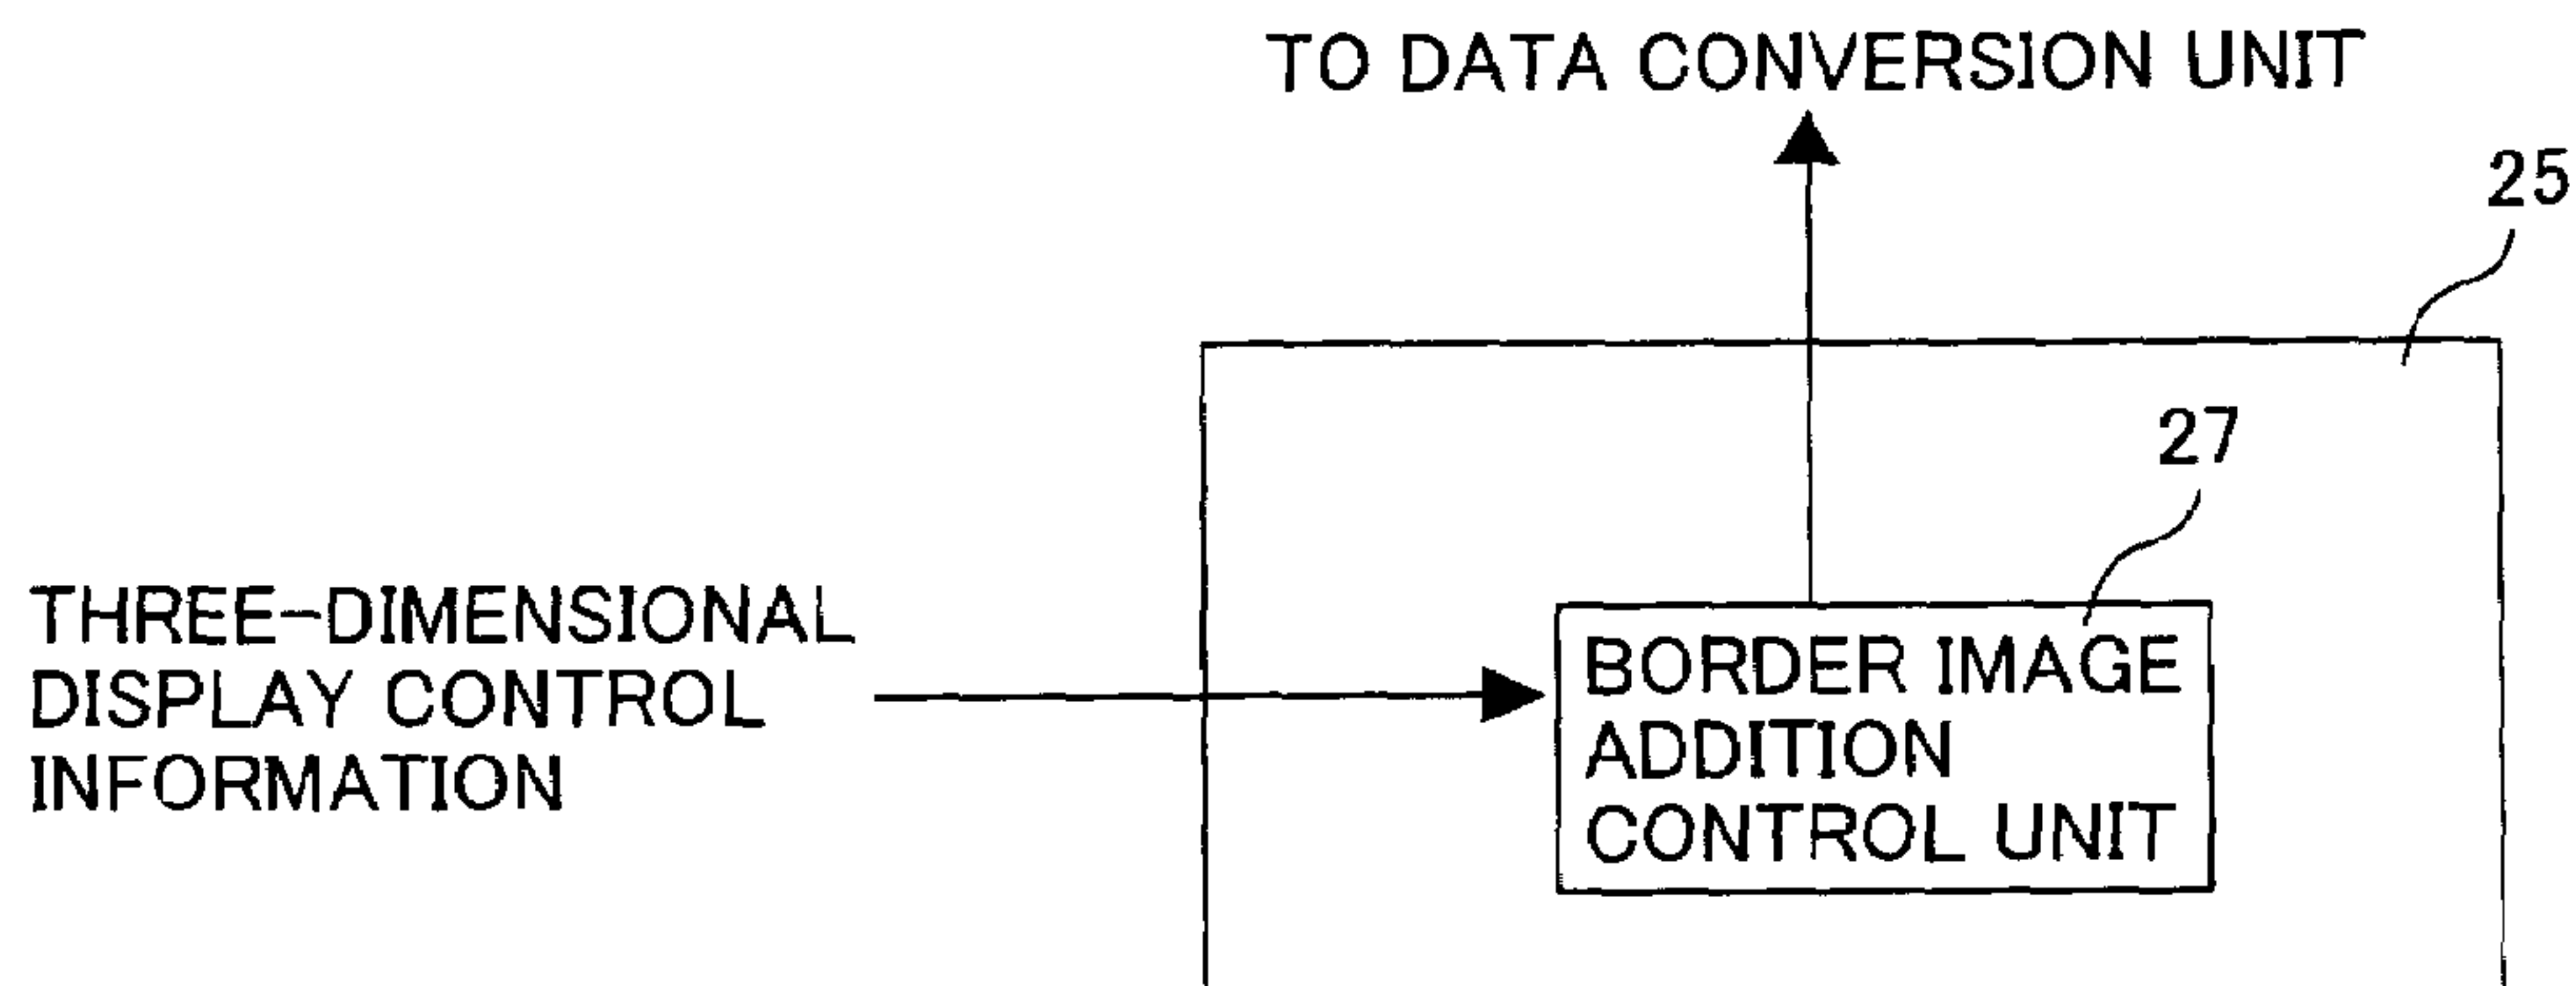 TO DATA CONVERSION UNIT
25
27
THREE-DIMENSIONAL
DISPLAY CONTROL
INFORMATION
BORDER IMAGE
ADDITION
CONTROL UNIT